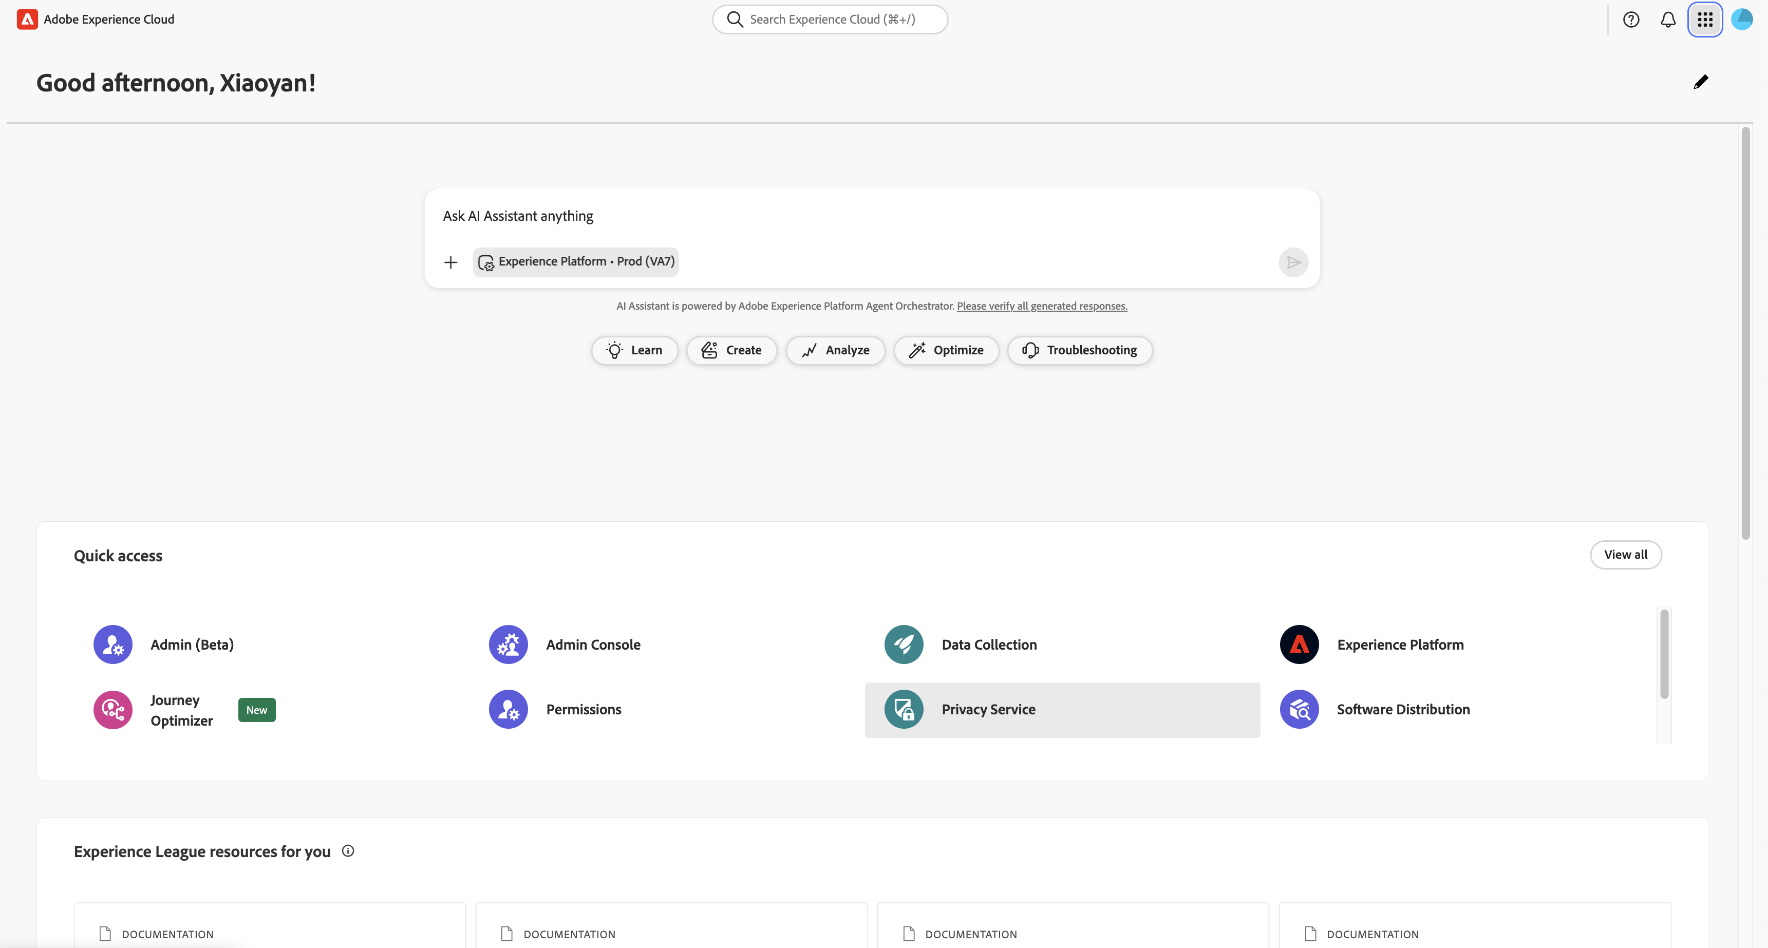 Adobe Experience Cloud
Search Experience Cloud (⌘+/)
Good afternoon, Xiaoyan!
Ask AI Assistant anything
Experience Platform • Prod (VA7)
AI Assistant is powered by Adobe Experience Platform Agent Orchestrator. Please verify all generated responses.
Learn
Create
Analyze
Optimize
Troubleshooting
Quick access
View all
Admin (Beta)
Admin Console
Data Collection
Experience Platform
Journey
Optimizer
New
Permissions
Privacy Service
Software Distribution
Experience League resources for you
DOCUMENTATION
DOCUMENTATION
DOCUMENTATION
DOCUMENTATION